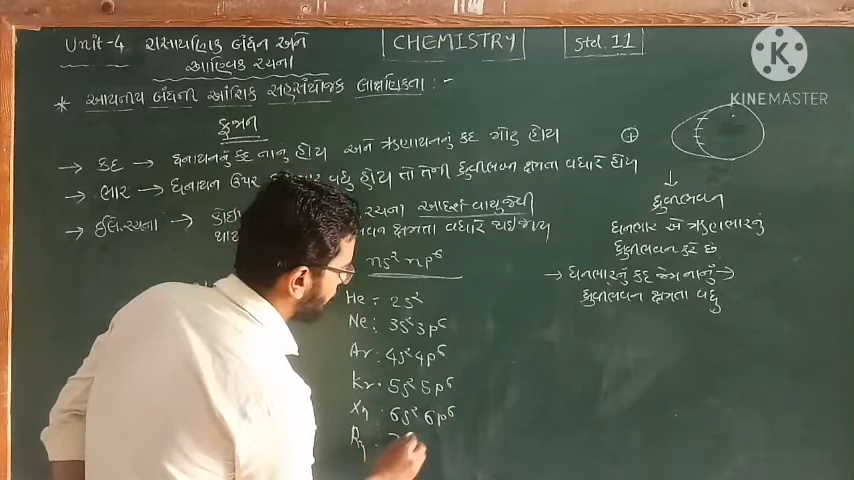 Unit-4 રાસાયણિક બંધન અને
આણ્વિક રચના
CHEMISTRY
Std. 11
K
KINEMASTER
* આયનીય બંધની આંશિક સહસંયોજક લાક્ષણિકતા :-
ફજાન
→ કદ → ધનાયનનું કદ નાનુ હોય અને ઋણાયનનું કદ મોટુ હોય
→ ભાર → ધનાયન ઉપર વધુ હોય તો તેની ધ્રુવીભવન ક્ષમતા વધારે હોય
→ ઈલે. રચના → કોઈ રચના આદર્શ વાયુ જેવી
થાય વન ક્ષમતા વધારે થઈ જાય
ns² np⁶
He = 2s²
Ne : 3s² 3p⁶
Ar : 4s² 4p⁶
Kr · 5s² 5p⁶
Xn : 6s² 6p⁶
Rn
+
↓
ધ્રુવીભવન
ધનભાર એ ઋણભારનું
ધ્રુવીભવન કરે છે
→ ધનભારનું કદ જેમ નાનું →
ધ્રુવીભવન ક્ષમતા વધુ